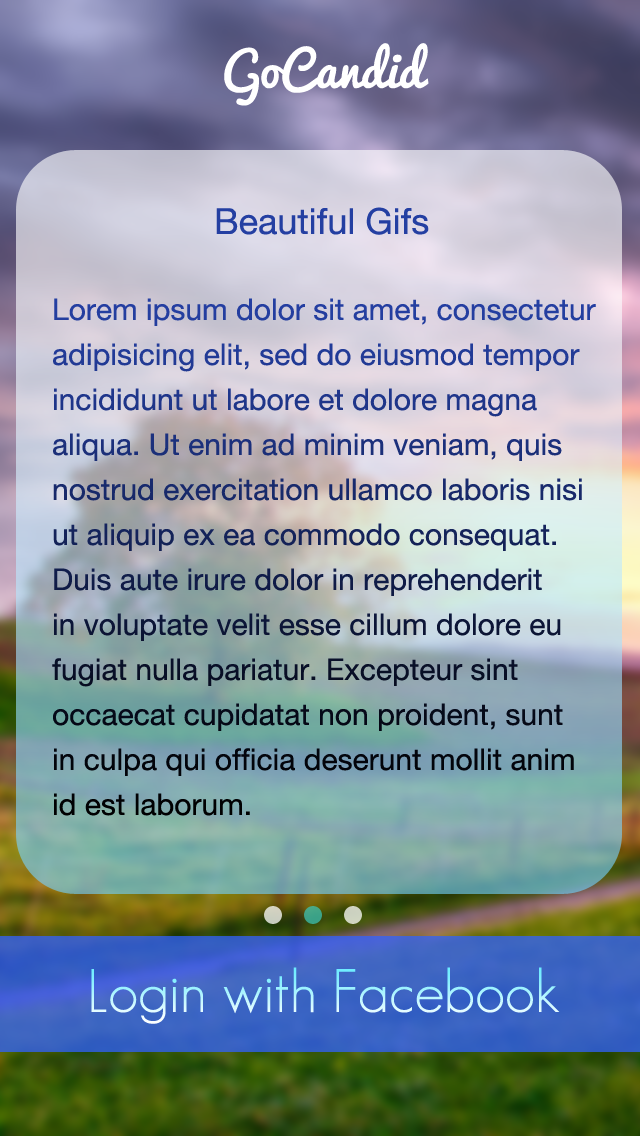 GoCandid
Beautiful Gifs
Lorem ipsum dolor sit amet, consectetur
adipisicing elit, sed do eiusmod tempor
incididunt ut labore et dolore magna
aliqua. Ut enim ad minim veniam, quis
nostrud exercitation ullamco laboris nisi
ut aliquip ex ea commodo consequat.
Duis aute irure dolor in reprehenderit
in voluptate velit esse cillum dolore eu
fugiat nulla pariatur. Excepteur sint
occaecat cupidatat non proident, sunt
in culpa qui officia deserunt mollit anim
id est laborum.
Login with Facebook